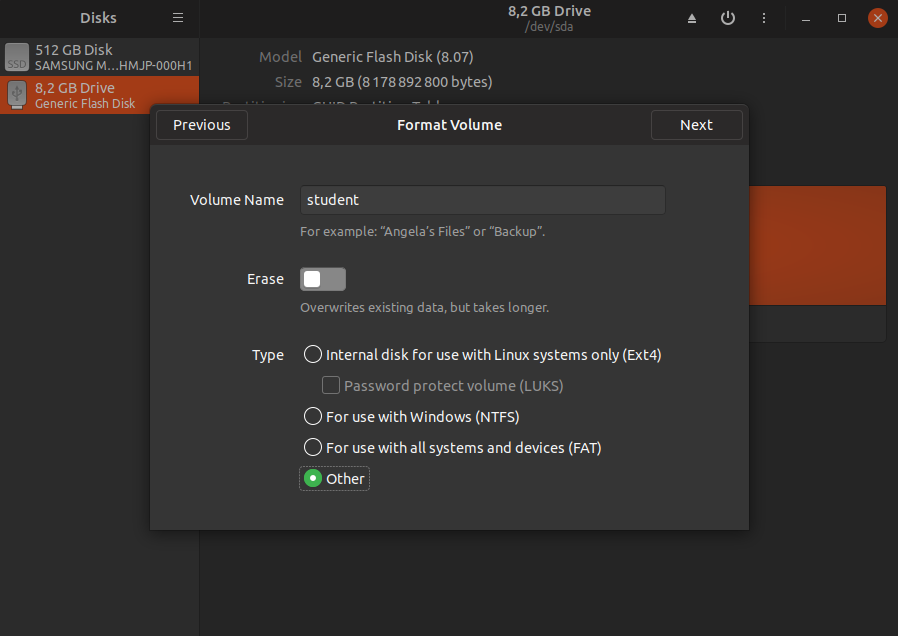 Disks
8,2 GB Drive
/dev/sda
512 GB Disk
SSD
SAMSUNG M…HMJP-000H1
8,2 GB Drive
Generic Flash Disk
Model Generic Flash Disk (8.07)
Size 8,2 GB (8 178 892 800 bytes)
Previous
Format Volume
Next
Volume Name student
For example: “Angela’s Files” or “Backup”.
Erase
Overwrites existing data, but takes longer.
Type Internal disk for use with Linux systems only (Ext4)
Password protect volume (LUKS)
For use with Windows (NTFS)
For use with all systems and devices (FAT)
Other